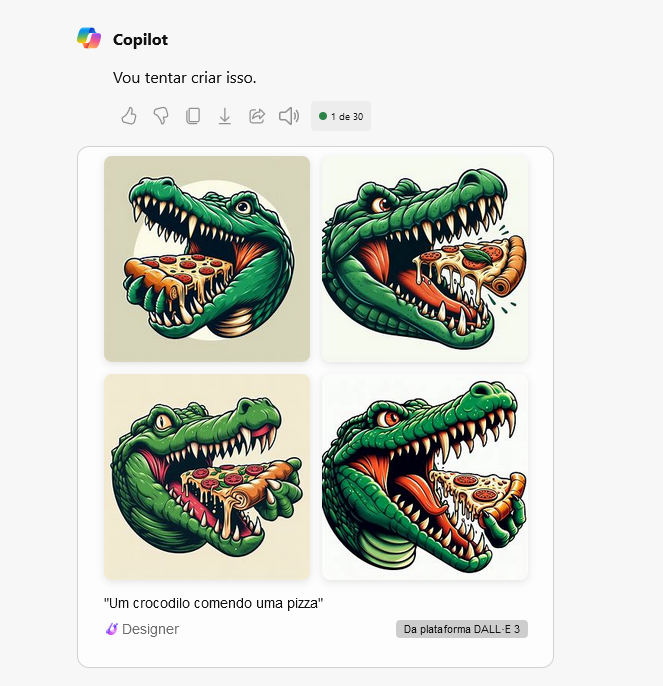 Copilot
Vou tentar criar isso.
1 de 30
"Um crocodilo comendo uma pizza"
Designer
Da plataforma DALL·E 3